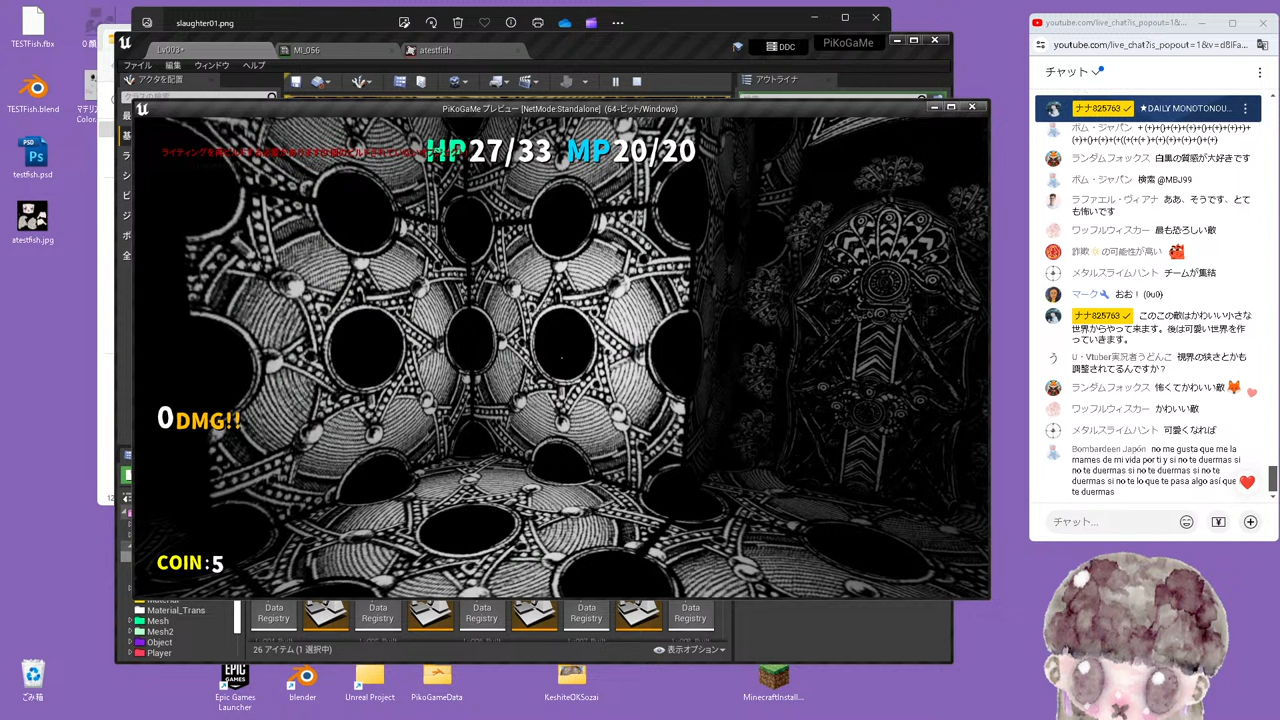 TESTFish.fbx
TESTFish.blend
testfish.psd
PSD
Ps
atestfish.jpg
ごみ箱
slaughter01.png
Lv003*
MI_056
atestfish
DDC
PiKoGaMe
ファイル 編集 ウィンドウ ヘルプ
アクタを配置
アウトライナ
PiKoGaMe プレビュー [NetMode:Standalone] (64-ビット/Windows)
HP27/33 MP20/20
0DMG!!
COIN:5
Material_Trans
Mesh
Mesh2
Object
Player
Data Registry
Data Registry
Data Registry
Data Registry
Data Registry
26 アイテム (1 選択中)
表示オプション
Epic Games Launcher
blender
Unreal Project
PikoGameData
KeshiteOKSozai
MinecraftInstall...
youtube.com/live_chat?is_popout=1&...
youtube.com/live_chat?is_popout=1&v=d8IFa...
チャット
ナナ825763 ★DAILY MONOTONOU...
ランダムフォックス 白黒の質感が大好きです
ボム・ジャパン 検索 @MBJ99
ラファエル・ヴィアナ ああ、そうです、とて
も怖いです
ワッフルウィスカー 最も恐ろしい敵
詐欺 の可能性が高い
メタルスライムハント チームが集結
マーク おお！ (0u0)
ナナ825763 このこの敵はかわいい小さな
世界からやって来ます。後は可愛い世界を作
っていきます。
U・Vtuber実況者うどんこ 視界の狭さとかも
調整されてるんですか？
ランダムフォックス 怖くてかわいい敵
ワッフルウィスカー かわいい
メタルスライムハント 可愛くなれば
Bombardeen Japón no me gusta que me la
mames de mi vida por ti y si no te duermas si
no te duermas si no te duermas si no te
duermas si no te lo que te pasa algo así que si
no te duermas
チャット...